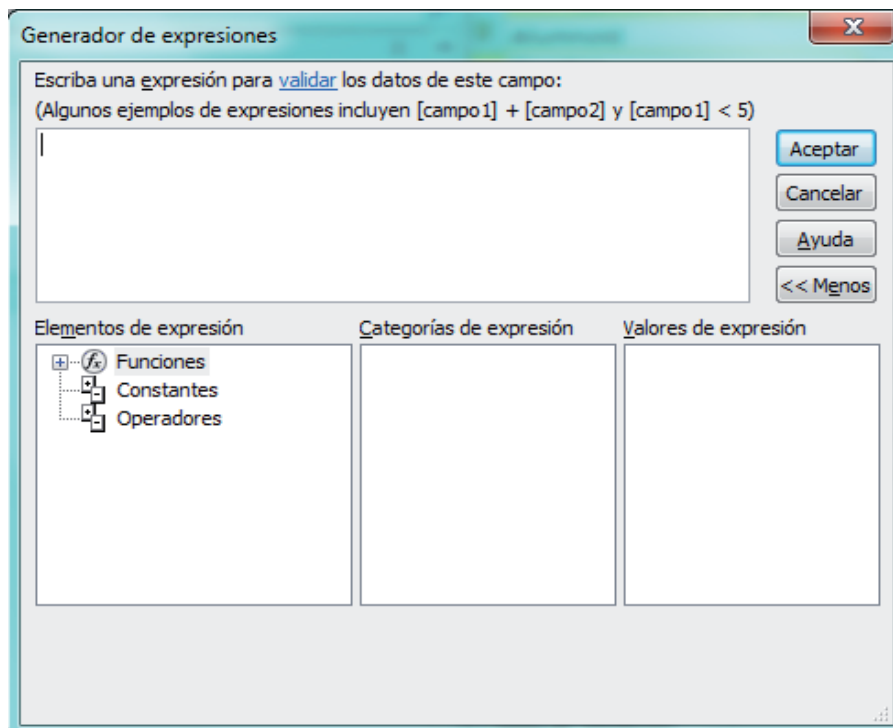 Generador de expresiones
Escriba una expresión para validar los datos de este campo:
(Algunos ejemplos de expresiones incluyen [campo1] + [campo2] y [campo1] < 5)
Aceptar
Cancelar
Ayuda
<< Menos
Elementos de expresión
Categorías de expresión
Valores de expresión
Funciones
Constantes
Operadores